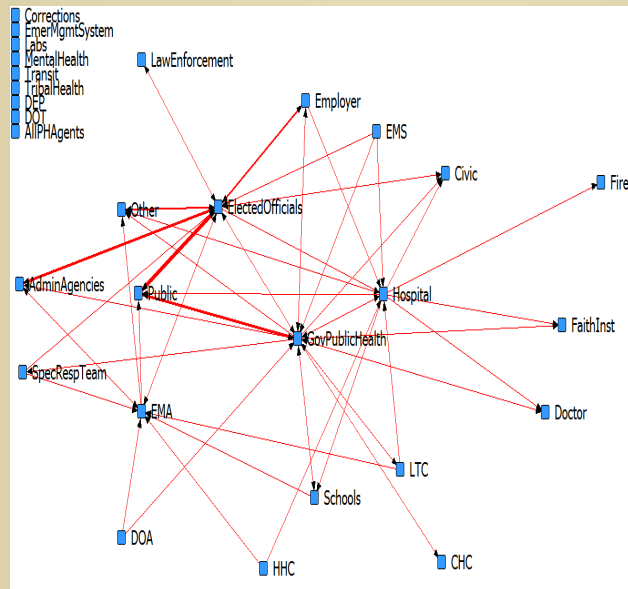 Corrections
EmerMgmtSystem
Labs
MentalHealth
Transit
TribalHealth
DEP
DOT
AllPHAgents
LawEnforcement
Employer
EMS
Civic
Fire
Other
ElectedOfficials
AdminAgencies
Public
Hospital
GovPublicHealth
FaithInst
SpecRespTeam
EMA
Doctor
LTC
Schools
DOA
HHC
CHC